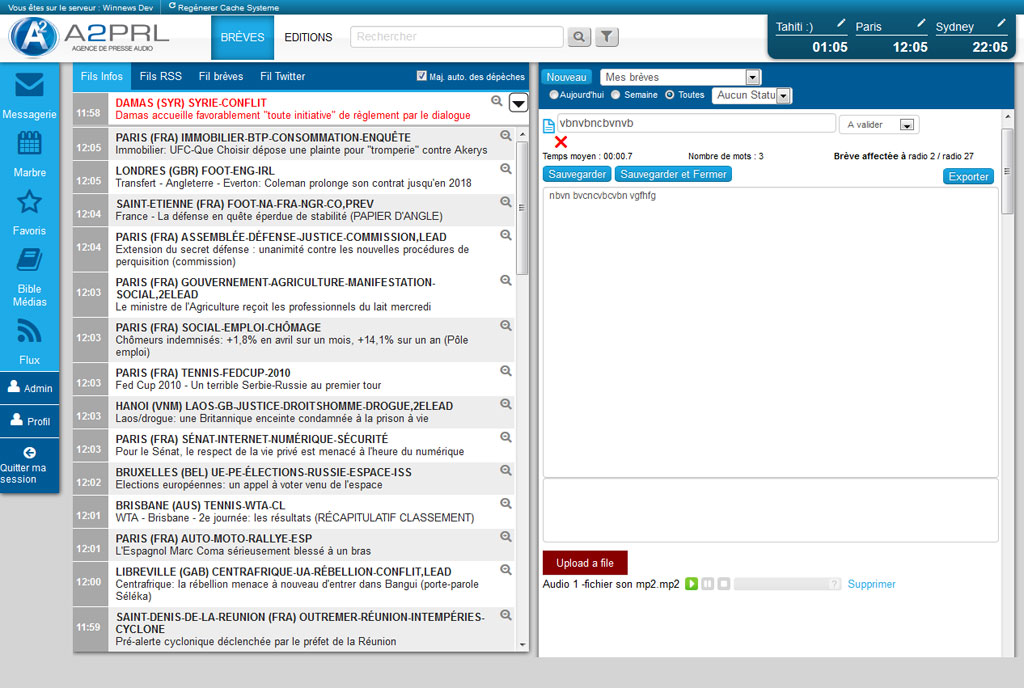 Vous êtes sur le serveur : Winnews Dev
Regénerer Cache Systeme
A2
A2PRL
AGENCE DE PRESSE AUDIO
BRÈVES
EDITIONS
Rechercher
Tahiti :)
01:05
Paris
12:05
Sydney
22:05
Messagerie
Marbre
Favoris
Bible
Médias
Flux
Admin
Profil
Quitter ma
session
Fils Infos
Fils RSS
Fil brèves
Fil Twitter
Maj. auto. des dépêches
11:58
DAMAS (SYR) SYRIE-CONFLIT
Damas accueille favorablement "toute initiative" de règlement par le dialogue
12:05
PARIS (FRA) IMMOBILIER-BTP-CONSOMMATION-ENQUÊTE
Immobilier: UFC-Que Choisir dépose une plainte pour "tromperie" contre Akerys
12:05
LONDRES (GBR) FOOT-ENG-IRL
Transfert - Angleterre - Everton: Coleman prolonge son contrat jusqu'en 2018
12:04
SAINT-ETIENNE (FRA) FOOT-NA-FRA-NGR-CO,PREV
France - La défense en quête éperdue de stabilité (PAPIER D'ANGLE)
12:04
PARIS (FRA) ASSEMBLÉE-DÉFENSE-JUSTICE-COMMISSION,LEAD
Extension du secret défense : unanimité contre les nouvelles procédures de
perquisition (commission)
12:03
PARIS (FRA) GOUVERNEMENT-AGRICULTURE-MANIFESTATION-
SOCIAL,2ELEAD
Le ministre de l'Agriculture reçoit les professionnels du lait mercredi
12:03
PARIS (FRA) SOCIAL-EMPLOI-CHÔMAGE
Chômeurs indemnisés: +1,8% en avril sur un mois, +14,1% sur un an (Pôle
emploi)
12:03
PARIS (FRA) TENNIS-FEDCUP-2010
Fed Cup 2010 - Un terrible Serbie-Russie au premier tour
12:03
HANOI (VNM) LAOS-GB-JUSTICE-DROITSHOMME-DROGUE,2ELEAD
Laos/drogue: une Britannique enceinte condamnée à la prison à vie
12:03
PARIS (FRA) SÉNAT-INTERNET-NUMÉRIQUE-SÉCURITÉ
Pour le Sénat, le respect de la vie privé est menacé à l'heure du numérique
12:02
BRUXELLES (BEL) UE-PE-ÉLECTIONS-RUSSIE-ESPACE-ISS
Elections européennes: un appel à voter venu de l'espace
12:01
BRISBANE (AUS) TENNIS-WTA-CL
WTA - Brisbane - 2e journée: les résultats (RÉCAPITULATIF CLASSEMENT)
12:01
PARIS (FRA) AUTO-MOTO-RALLYE-ESP
L'Espagnol Marc Coma sérieusement blessé à un bras
12:00
LIBREVILLE (GAB) CENTRAFRIQUE-UA-RÉBELLION-CONFLIT,LEAD
Centrafrique: la rébellion menace à nouveau d'entrer dans Bangui (porte-parole
Séléka)
11:59
SAINT-DENIS-DE-LA-REUNION (FRA) OUTREMER-RÉUNION-INTEMPÉRIES-
CYCLONE
Pré-alerte cyclonique déclenchée par le préfet de la Réunion
Nouveau
Mes brèves
Aujourd'hui
Semaine
Toutes
Aucun Statu
vbnvbncbvnvb
A valider
Temps moyen : 00:00.7
Nombre de mots : 3
Brève affectée à radio 2 / radio 27
Sauvegarder
Sauvegarder et Fermer
Exporter
nbvn bvcncvbcvbn vgfhfg
Upload a file
Audio 1 -fichier son mp2.mp2
?
Supprimer